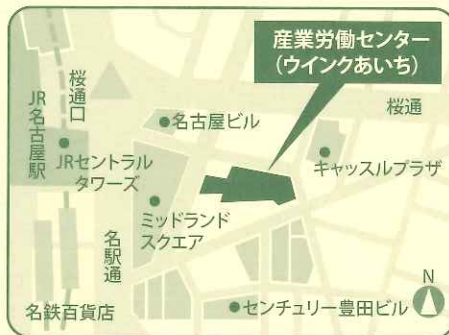 産業労働センター
(ウインクあいち)
桜通口
桜通
JR名古屋駅
名古屋ビル
JRセントラル
タワーズ
キャッスルプラザ
ミッドランド
スクエア
名駅通
名鉄百貨店
センチュリー豊田ビル
N